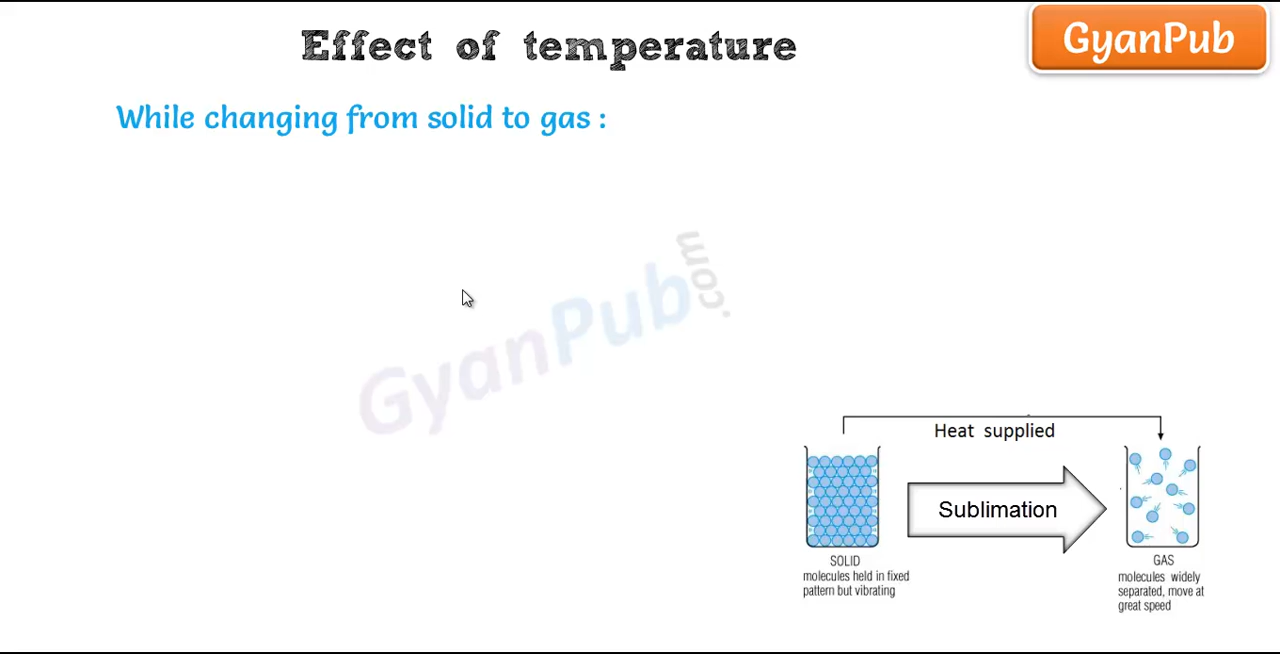 Effect of temperature
GyanPub
While changing from solid to gas :
GyanPub.com
Heat supplied
Sublimation
SOLID
molecules held in fixed
pattern but vibrating
GAS
molecules widely
separated, move at
great speed